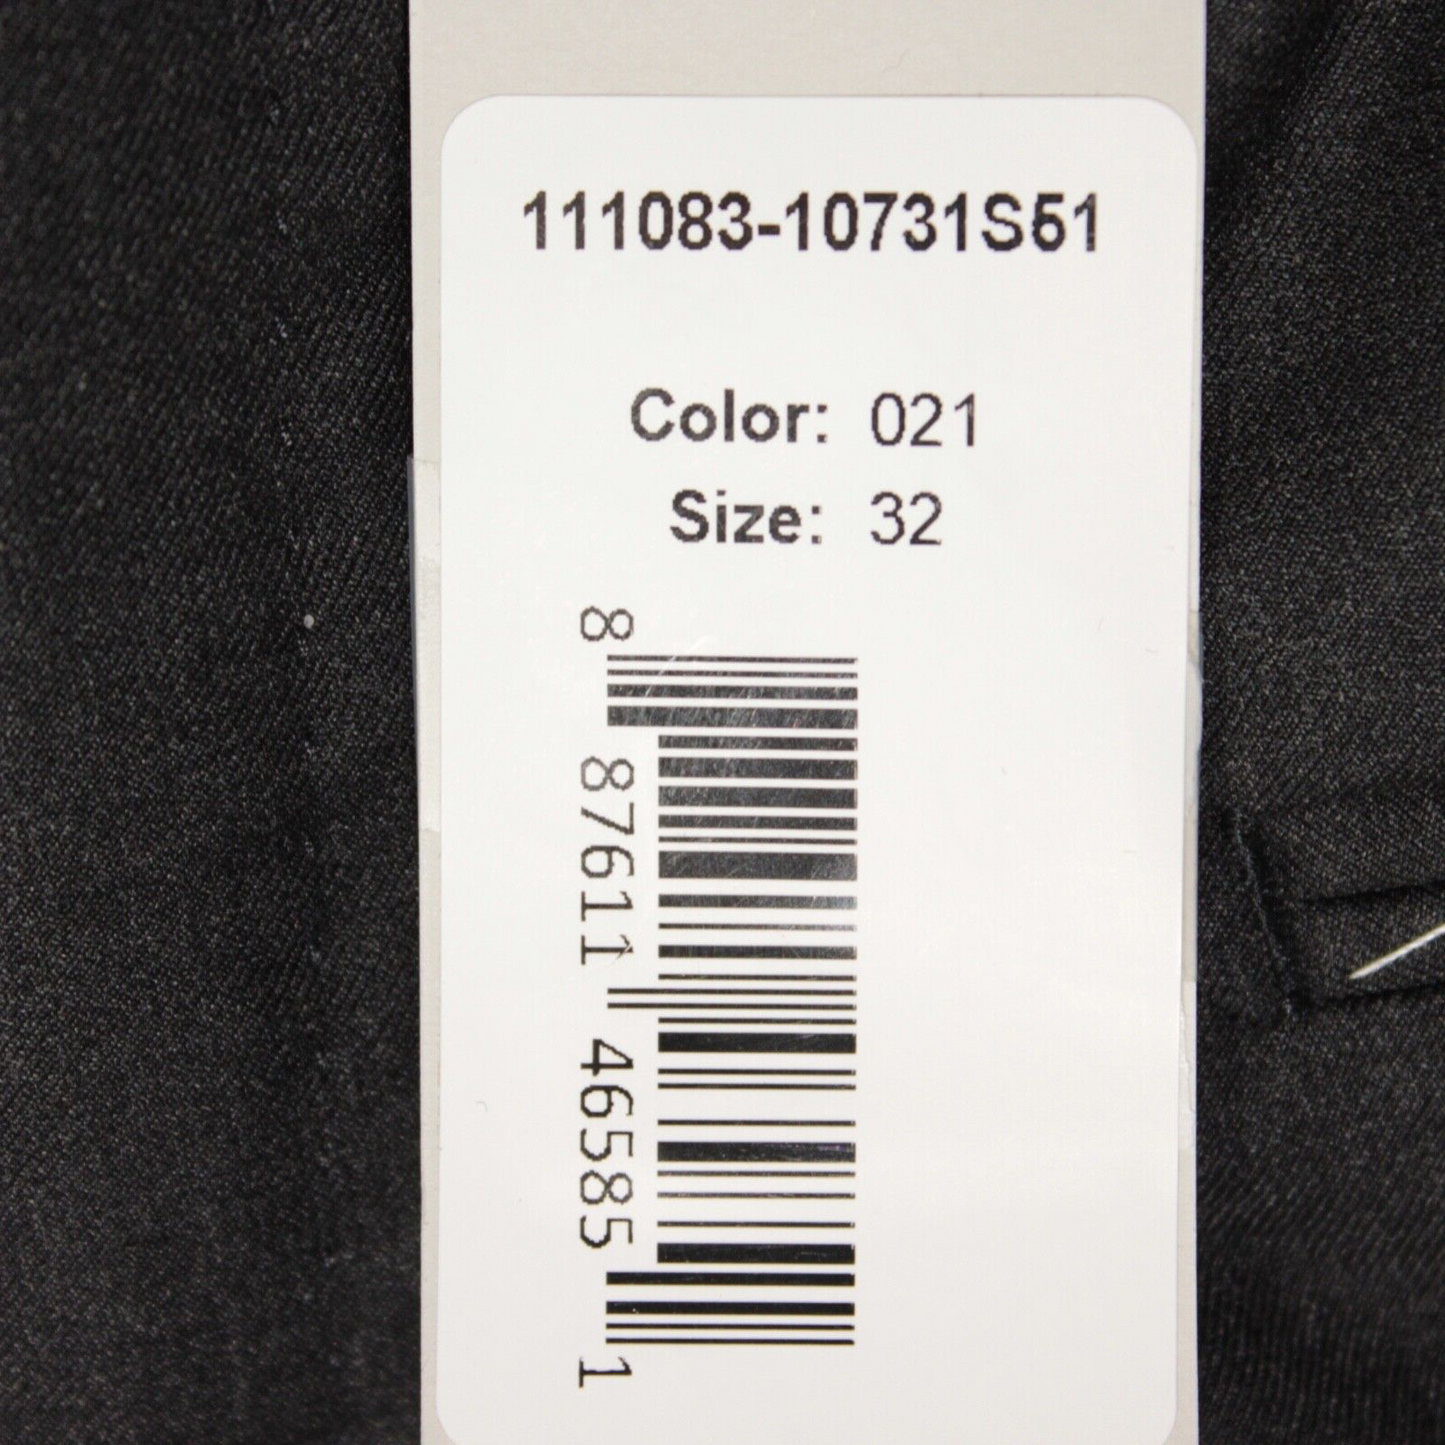 111083-10731S51
Color: 021
Size: 32
8 87611 46585 1